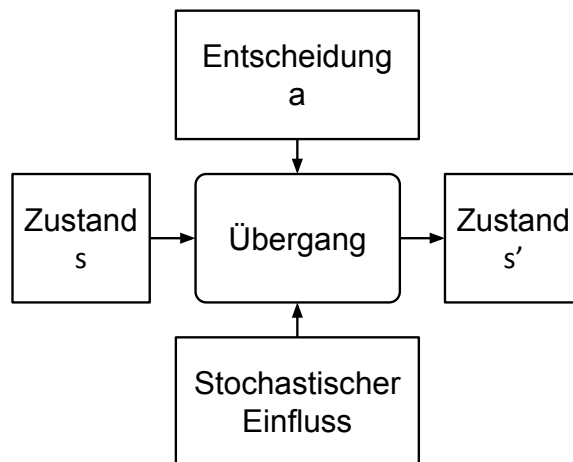 Entscheidung
a
Zustand
s
Übergang
Zustand
s’
Stochastischer
Einfluss